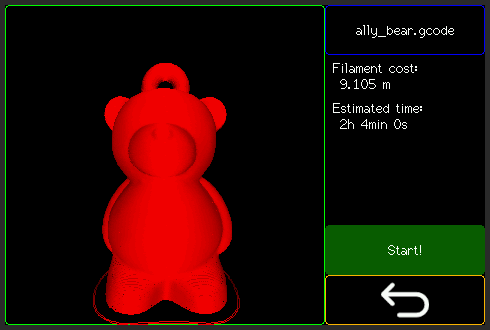 ally_bear.gcode
Filament cost:
9.105 m
Estimated time:
2h 4min 0s
Start!